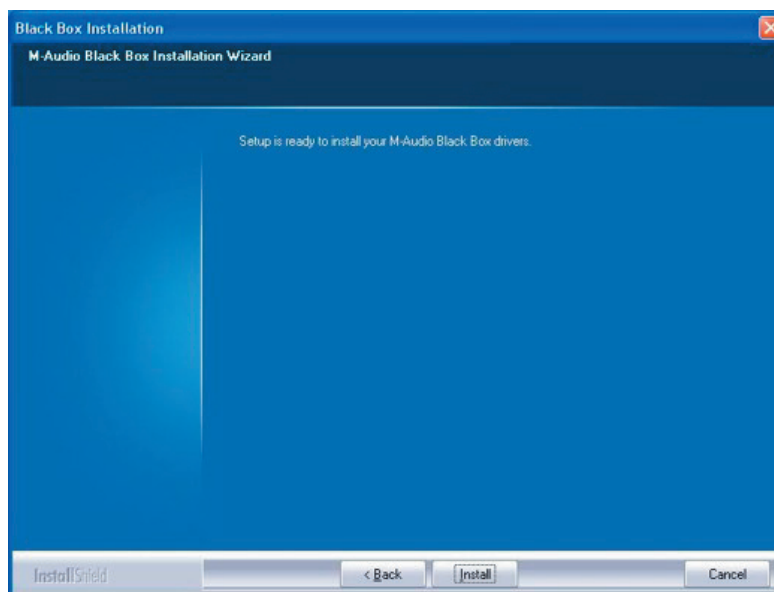 Black Box Installation
M-Audio Black Box Installation Wizard
Setup is ready to install your M-Audio Black Box drivers.
InstallShield
< Back
Install
Cancel